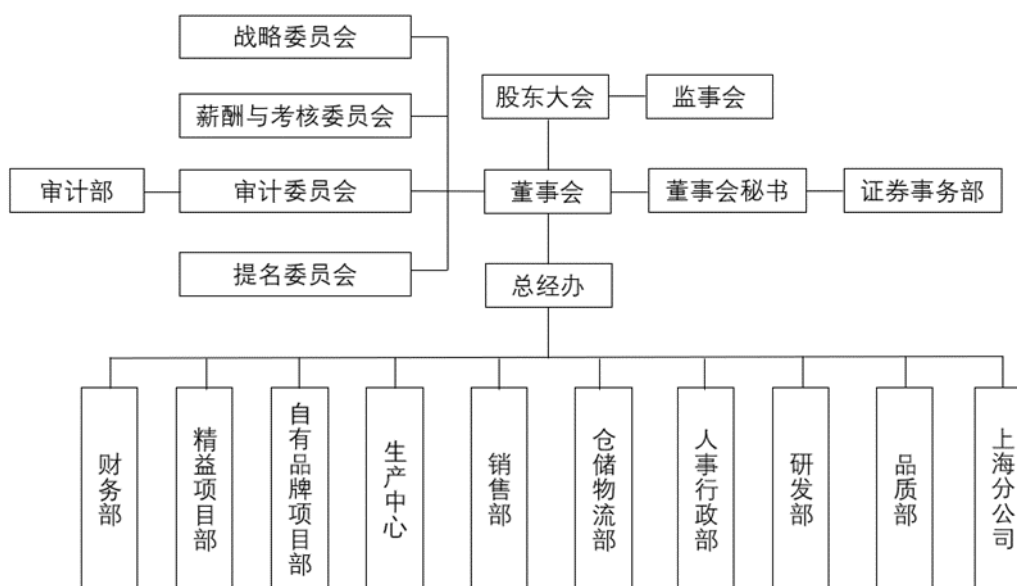 战略委员会
股东大会
监事会
薪酬与考核委员会
审计部
审计委员会
董事会
董事会秘书
证券事务部
提名委员会
总经办
财务部
精益项目部
自有品牌项目部
生产中心
销售部
仓储物流部
人事行政部
研发部
品质部
上海分公司